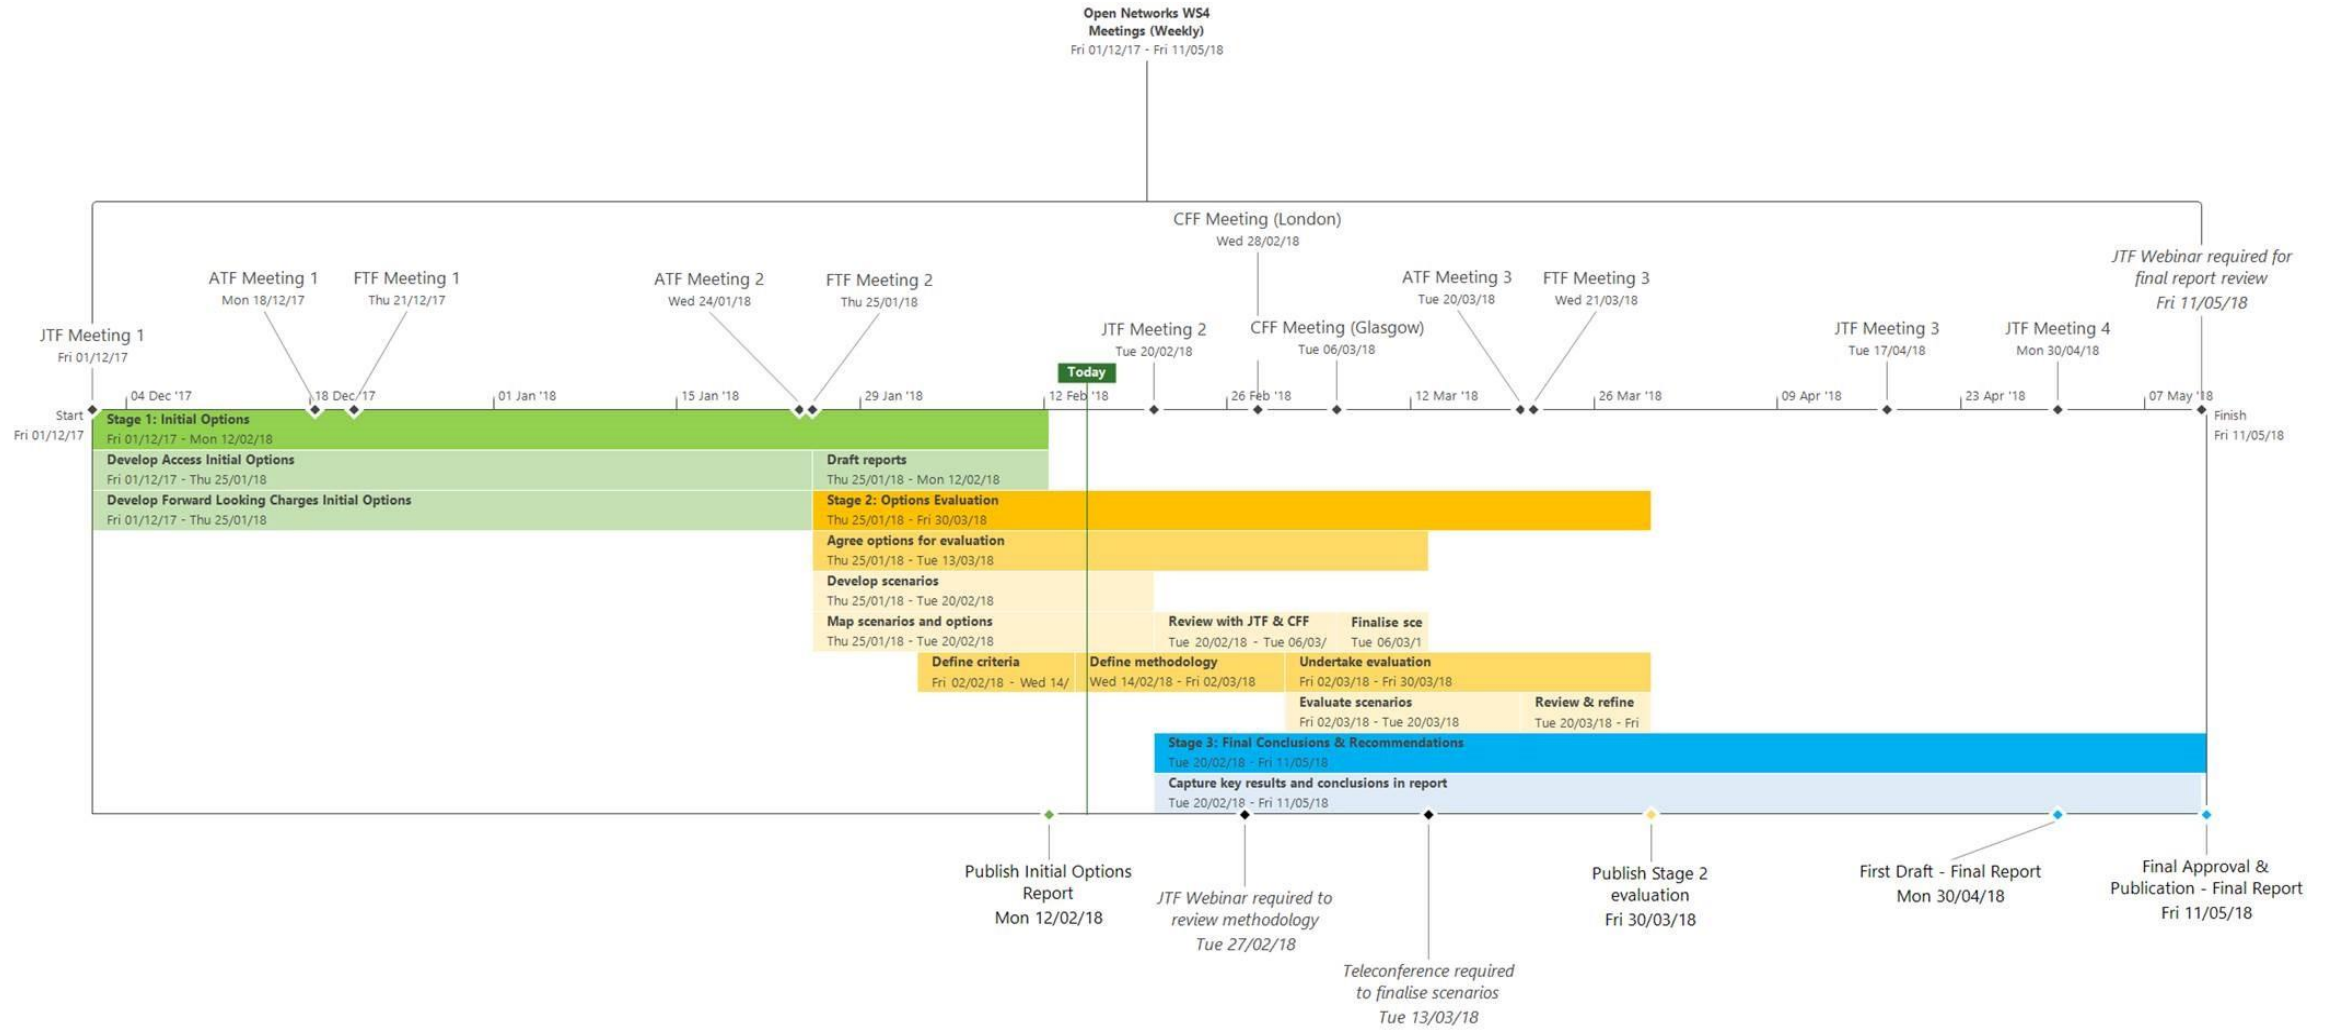 Open Networks WS4
Meetings (Weekly)
Fri 01/12/17 - Fri 11/05/18
CFF Meeting (London)
Wed 28/02/18
JTF Webinar required for
final report review
Fri 11/05/18
ATF Meeting 1
Mon 18/12/17
FTF Meeting 1
Thu 21/12/17
ATF Meeting 2
Wed 24/01/18
FTF Meeting 2
Thu 25/01/18
ATF Meeting 3
Tue 20/03/18
FTF Meeting 3
Wed 21/03/18
JTF Meeting 1
Fri 01/12/17
JTF Meeting 2
Tue 20/02/18
CFF Meeting (Glasgow)
Tue 06/03/18
JTF Meeting 3
Tue 17/04/18
JTF Meeting 4
Mon 30/04/18
Today
04 Dec '17
18 Dec '17
01 Jan '18
15 Jan '18
29 Jan '18
12 Feb '18
26 Feb '18
12 Mar '18
26 Mar '18
09 Apr '18
23 Apr '18
07 May '18
Start
Fri 01/12/17
Finish
Fri 11/05/18
Stage 1: Initial Options
Fri 01/12/17 - Mon 12/02/18
Develop Access Initial Options
Fri 01/12/17 - Thu 25/01/18
Draft reports
Thu 25/01/18 - Mon 12/02/18
Develop Forward Looking Charges Initial Options
Fri 01/12/17 - Thu 25/01/18
Stage 2: Options Evaluation
Thu 25/01/18 - Fri 30/03/18
Agree options for evaluation
Thu 25/01/18 - Tue 13/03/18
Develop scenarios
Thu 25/01/18 - Tue 20/02/18
Map scenarios and options
Thu 25/01/18 - Tue 20/02/18
Review with JTF & CFF
Tue 20/02/18 - Tue 06/03/
Finalise sce
Tue 06/03/1
Define criteria
Fri 02/02/18 - Wed 14/
Define methodology
Wed 14/02/18 - Fri 02/03/18
Undertake evaluation
Fri 02/03/18 - Fri 30/03/18
Evaluate scenarios
Fri 02/03/18 - Tue 20/03/18
Review & refine
Tue 20/03/18 - Fri
Stage 3: Final Conclusions & Recommendations
Tue 20/02/18 - Fri 11/05/18
Capture key results and conclusions in report
Tue 20/02/18 - Fri 11/05/18
Publish Initial Options
Report
Mon 12/02/18
JTF Webinar required to
review methodology
Tue 27/02/18
Teleconference required
to finalise scenarios
Tue 13/03/18
Publish Stage 2
evaluation
Fri 30/03/18
First Draft - Final Report
Mon 30/04/18
Final Approval &
Publication - Final Report
Fri 11/05/18